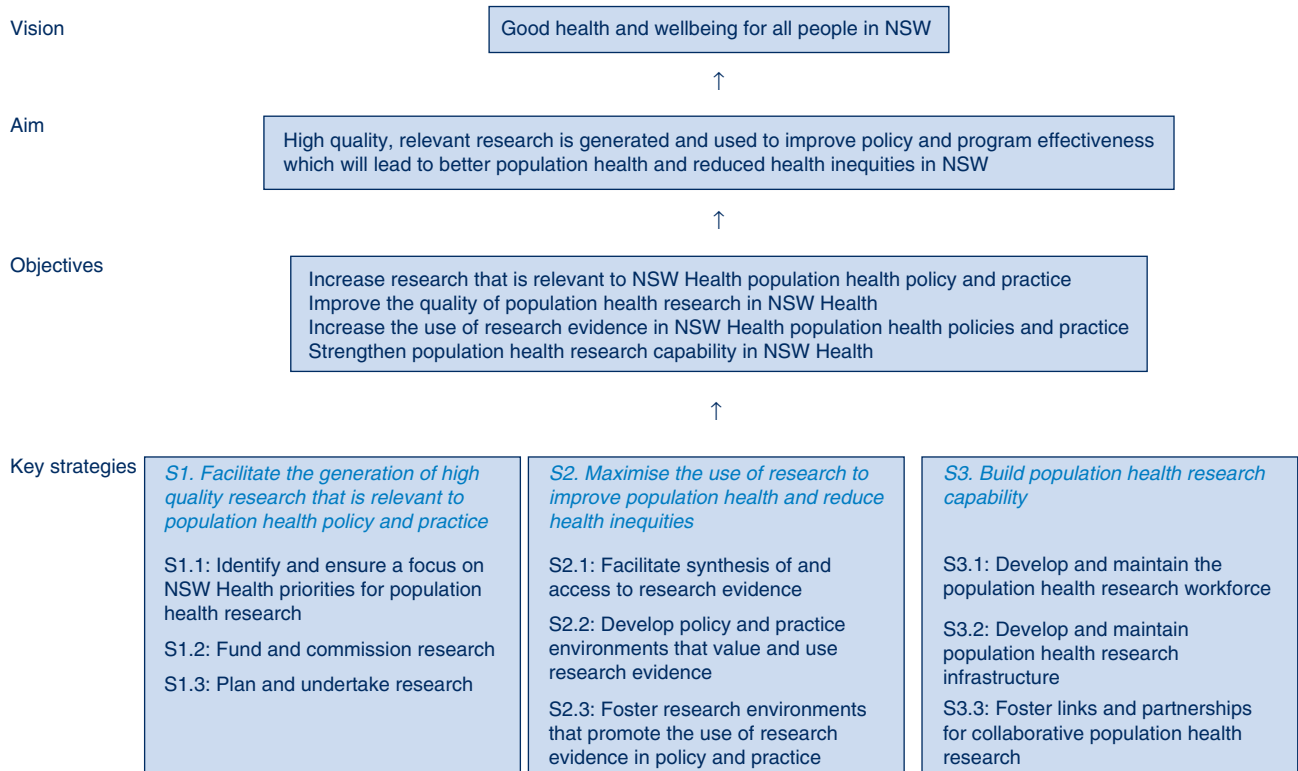 Vision
Good health and wellbeing for all people in NSW
↑
Aim
High quality, relevant research is generated and used to improve policy and program effectiveness
which will lead to better population health and reduced health inequities in NSW
↑
Objectives
Increase research that is relevant to NSW Health population health policy and practice
Improve the quality of population health research in NSW Health
Increase the use of research evidence in NSW Health population health policies and practice
Strengthen population health research capability in NSW Health
↑
Key strategies
S1. Facilitate the generation of high
quality research that is relevant to
population health policy and practice
S1.1: Identify and ensure a focus on
NSW Health priorities for population
health research
S1.2: Fund and commission research
S1.3: Plan and undertake research
S2. Maximise the use of research to
improve population health and reduce
health inequities
S2.1: Facilitate synthesis of and
access to research evidence
S2.2: Develop policy and practice
environments that value and use
research evidence
S2.3: Foster research environments
that promote the use of research
evidence in policy and practice
S3. Build population health research
capability
S3.1: Develop and maintain the
population health research workforce
S3.2: Develop and maintain
population health research
infrastructure
S3.3: Foster links and partnerships
for collaborative population health
research